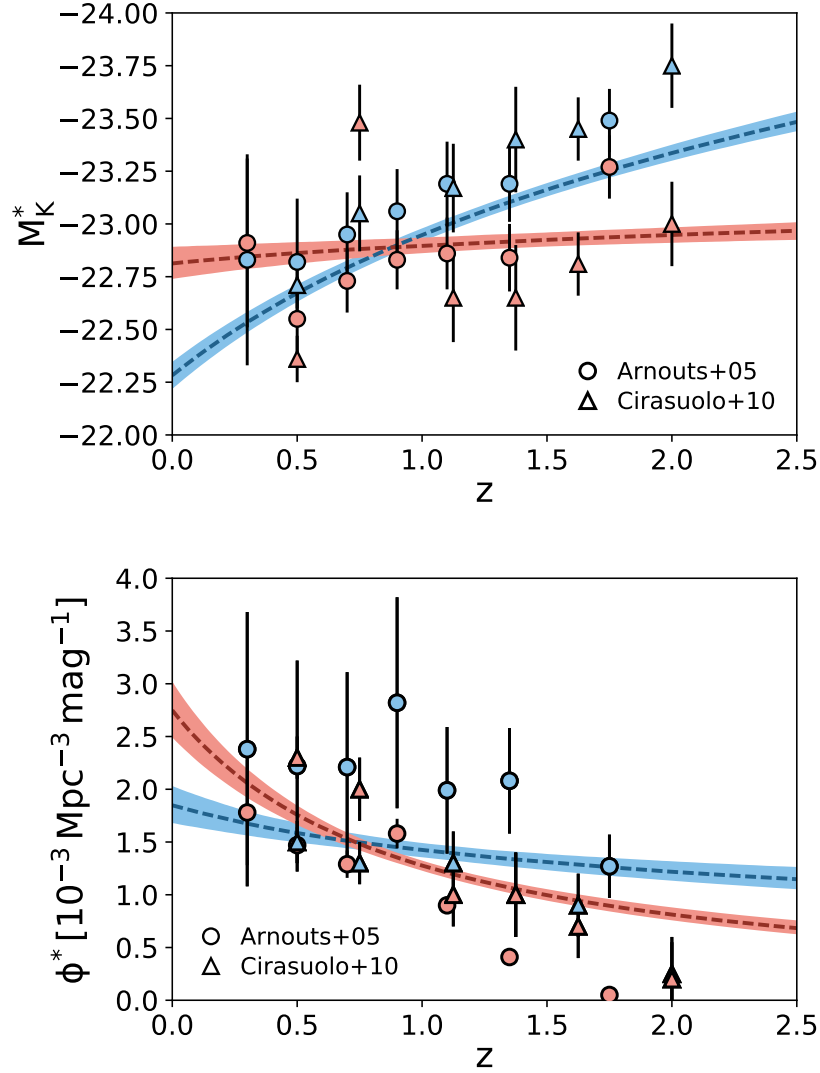 −24.00
−23.75
−23.50
−23.25
−23.00
−22.75
−22.50
−22.25
−22.00
M*K
Arnouts+05
Cirasuolo+10
0.0 0.5 1.0 1.5 2.0 2.5
z
4.0
3.5
3.0
2.5
2.0
1.5
1.0
0.5
0.0
ϕ* [10⁻³ Mpc⁻³ mag⁻¹]
Arnouts+05
Cirasuolo+10
0.0 0.5 1.0 1.5 2.0 2.5
z